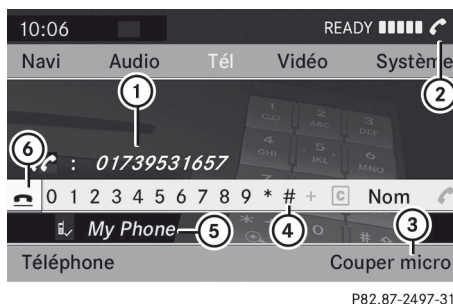 10:06 READY
Navi Audio Tél Vidéo Système
1
2
6
: 01739531657
0 1 2 3 4 5 6 7 8 9 * # + C Nom
3
My Phone 5
4
Téléphone Couper micro
P82.87-2497-31